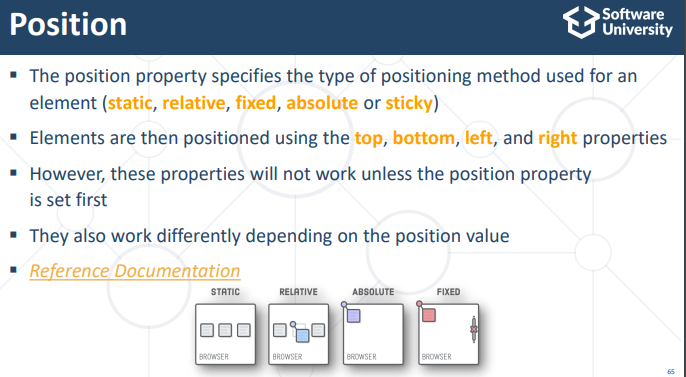 Position
Software
University
▪ The position property specifies the type of positioning method used for an
element (static, relative, fixed, absolute or sticky)
▪ Elements are then positioned using the top, bottom, left, and right properties
▪ However, these properties will not work unless the position property
is set first
▪ They also work differently depending on the position value
▪ Reference Documentation
STATIC RELATIVE ABSOLUTE FIXED
BROWSER BROWSER BROWSER BROWSER
65